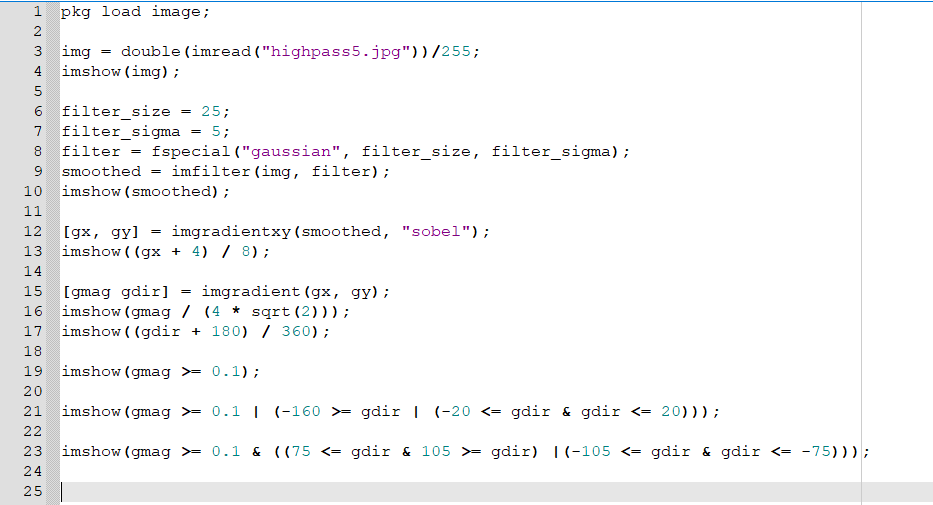 1 pkg load image;
2
3 img = double(imread("highpass5.jpg"))/255;
4 imshow(img);
5
6 filter_size = 25;
7 filter_sigma = 5;
8 filter = fspecial("gaussian", filter_size, filter_sigma);
9 smoothed = imfilter(img, filter);
10 imshow(smoothed);
11
12 [gx, gy] = imgradientxy(smoothed, "sobel");
13 imshow((gx + 4) / 8);
14
15 [gmag gdir] = imgradient(gx, gy);
16 imshow(gmag / (4 * sqrt(2)));
17 imshow((gdir + 180) / 360);
18
19 imshow(gmag >= 0.1);
20
21 imshow(gmag >= 0.1 | (-160 >= gdir | (-20 <= gdir & gdir <= 20)));
22
23 imshow(gmag >= 0.1 & ((75 <= gdir & 105 >= gdir) |(-105 <= gdir & gdir <= -75)));
24
25